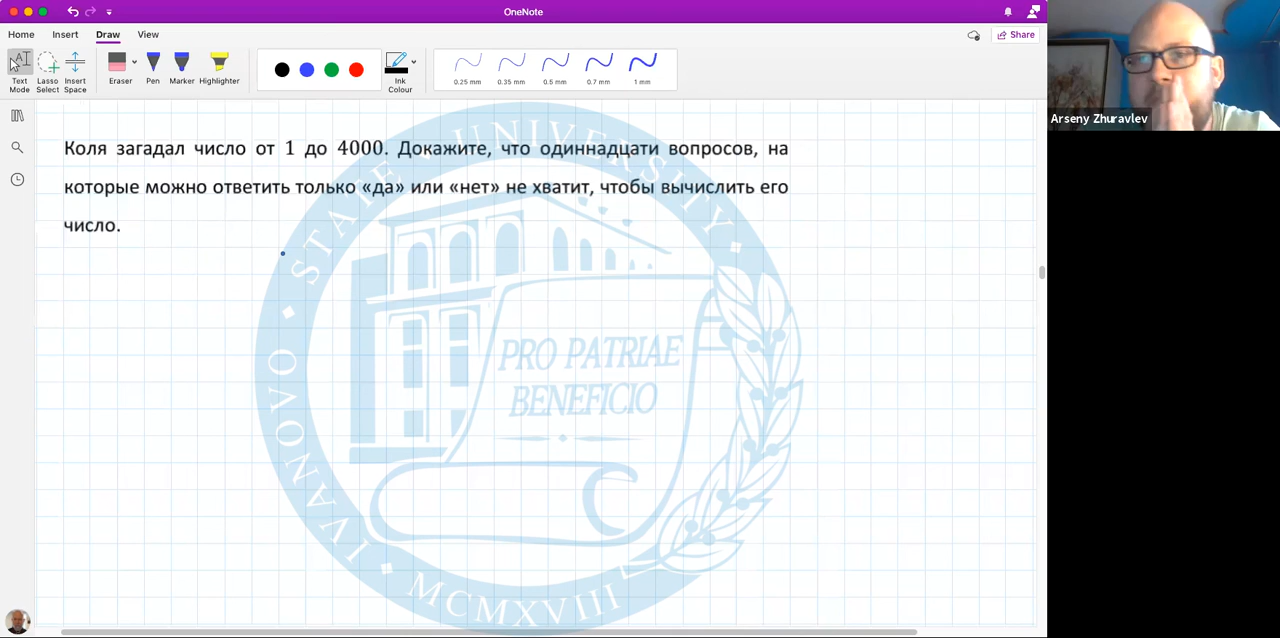 OneNote
Home Insert Draw View
Share
Text Mode
Lasso Select
Insert Space
Eraser
Pen
Marker
Highlighter
Ink Colour
0.25 mm
0.35 mm
0.5 mm
0.7 mm
1 mm
Arseny Zhuravlev
Коля загадал число от 1 до 4000. Докажите, что одиннадцати вопросов, на
которые можно ответить только «да» или «нет» не хватит, чтобы вычислить его
число.
IVANOVO STATE UNIVERSITY
PRO PATRIAE
BENEFICIO
MCMXVIII